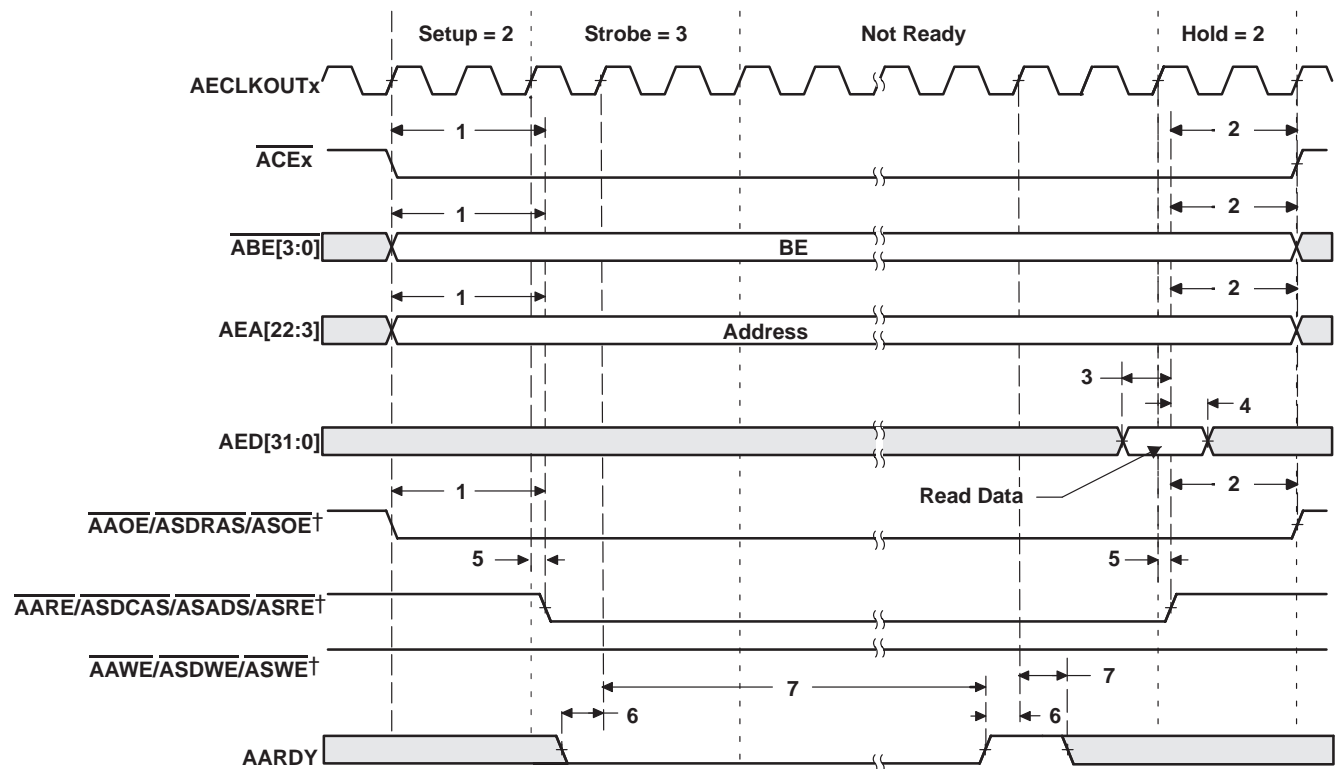 Setup = 2 Strobe = 3 Not Ready Hold = 2
AECLKOUTx
1 2
ACEx
1 2
ABE[3:0] BE
1 2
AEA[22:3] Address
3
4
AED[31:0]
1 Read Data 2
AAOE/ASDRAS/ASOE†
5 5
AARE/ASDCAS/ASADS/ASRE†
AAWE/ASDWE/ASWE†
7 7
6 6
AARDY